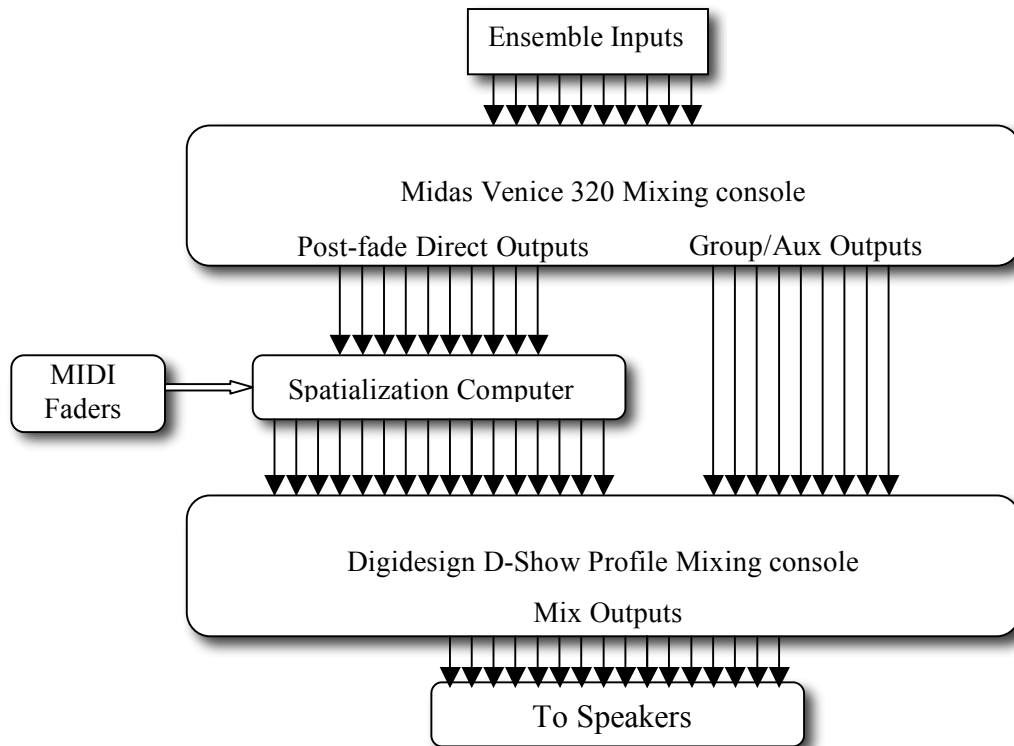 Ensemble Inputs
Midas Venice 320 Mixing console
Post-fade Direct Outputs
Group/Aux Outputs
MIDI
Faders
Spatialization Computer
Digidesign D-Show Profile Mixing console
Mix Outputs
To Speakers